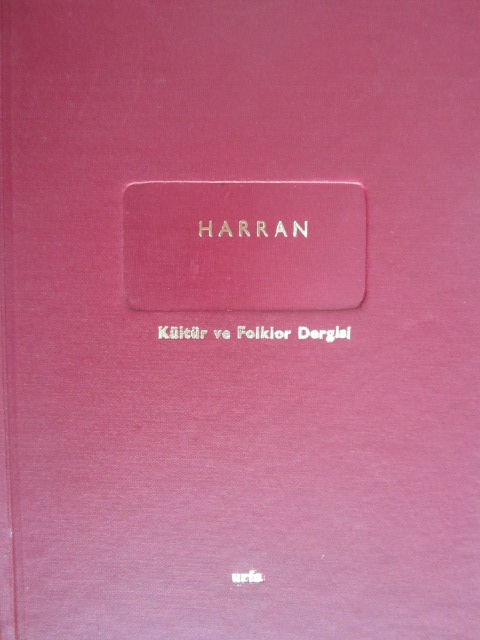 HARRAN
Kültür ve Folklor Dergisi
urfa